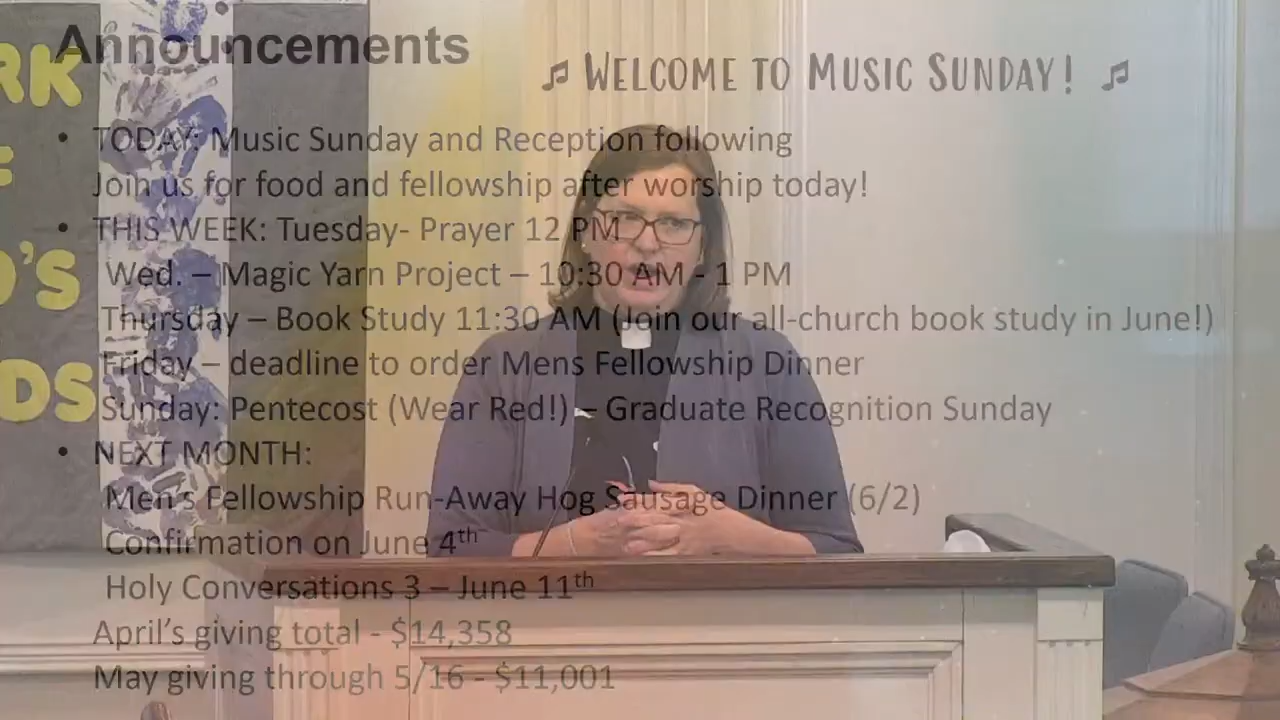 Announcements
♫ WELCOME TO MUSIC SUNDAY! ♫
• TODAY: Music Sunday and Reception following
Join us for food and fellowship after worship today!
• THIS WEEK: Tuesday- Prayer 12 PM
Wed. – Magic Yarn Project – 10:30 AM - 1 PM
Thursday – Book Study 11:30 AM (Join our all-church book study in June!)
Friday – deadline to order Mens Fellowship Dinner
Sunday: Pentecost (Wear Red!) – Graduate Recognition Sunday
• NEXT MONTH:
Men's Fellowship Run-Away Hog Sausage Dinner (6/2)
Confirmation on June 4th
Holy Conversations 3 – June 11th
April's giving total - $14,358
May giving through 5/16 - $11,001
RK
'S
DS